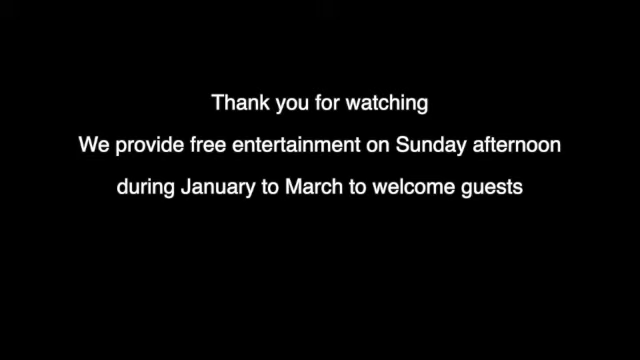 Thank you for watching
We provide free entertainment on Sunday afternoon
during January to March to welcome guests